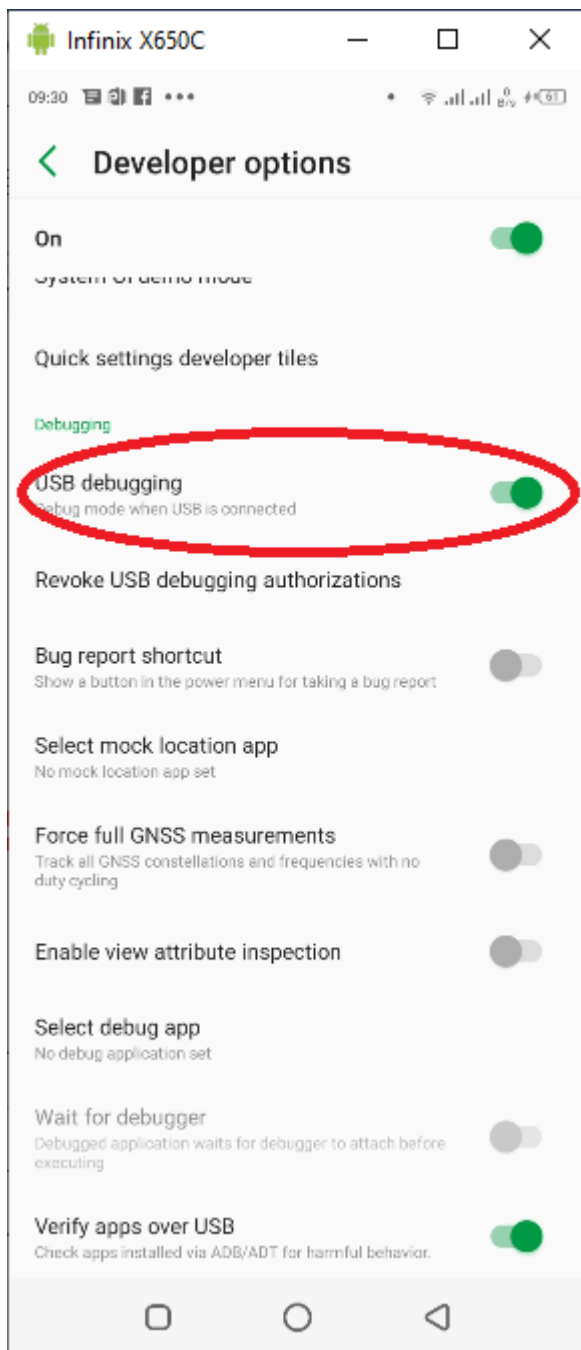 Infinix X650C
09:30
61
Developer options
On
System UI demo mode
Quick settings developer tiles
Debugging
USB debugging
Debug mode when USB is connected
Revoke USB debugging authorizations
Bug report shortcut
Show a button in the power menu for taking a bug report
Select mock location app
No mock location app set
Force full GNSS measurements
Track all GNSS constellations and frequencies with no
duty cycling
Enable view attribute inspection
Select debug app
No debug application set
Wait for debugger
Debugged application waits for debugger to attach before
executing
Verify apps over USB
Check apps installed via ADB/ADT for harmful behavior.